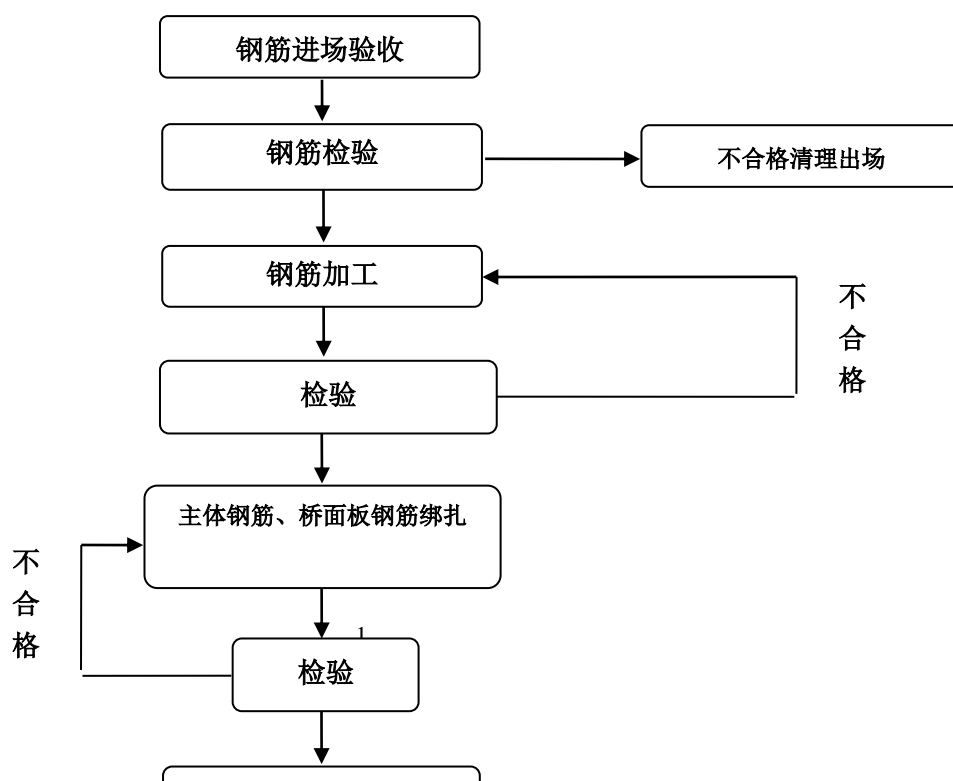 钢筋进场验收
钢筋检验
不合格清理出场
钢筋加工
不
合
格
检验
主体钢筋、桥面板钢筋绑扎
不
合
格
1
检验